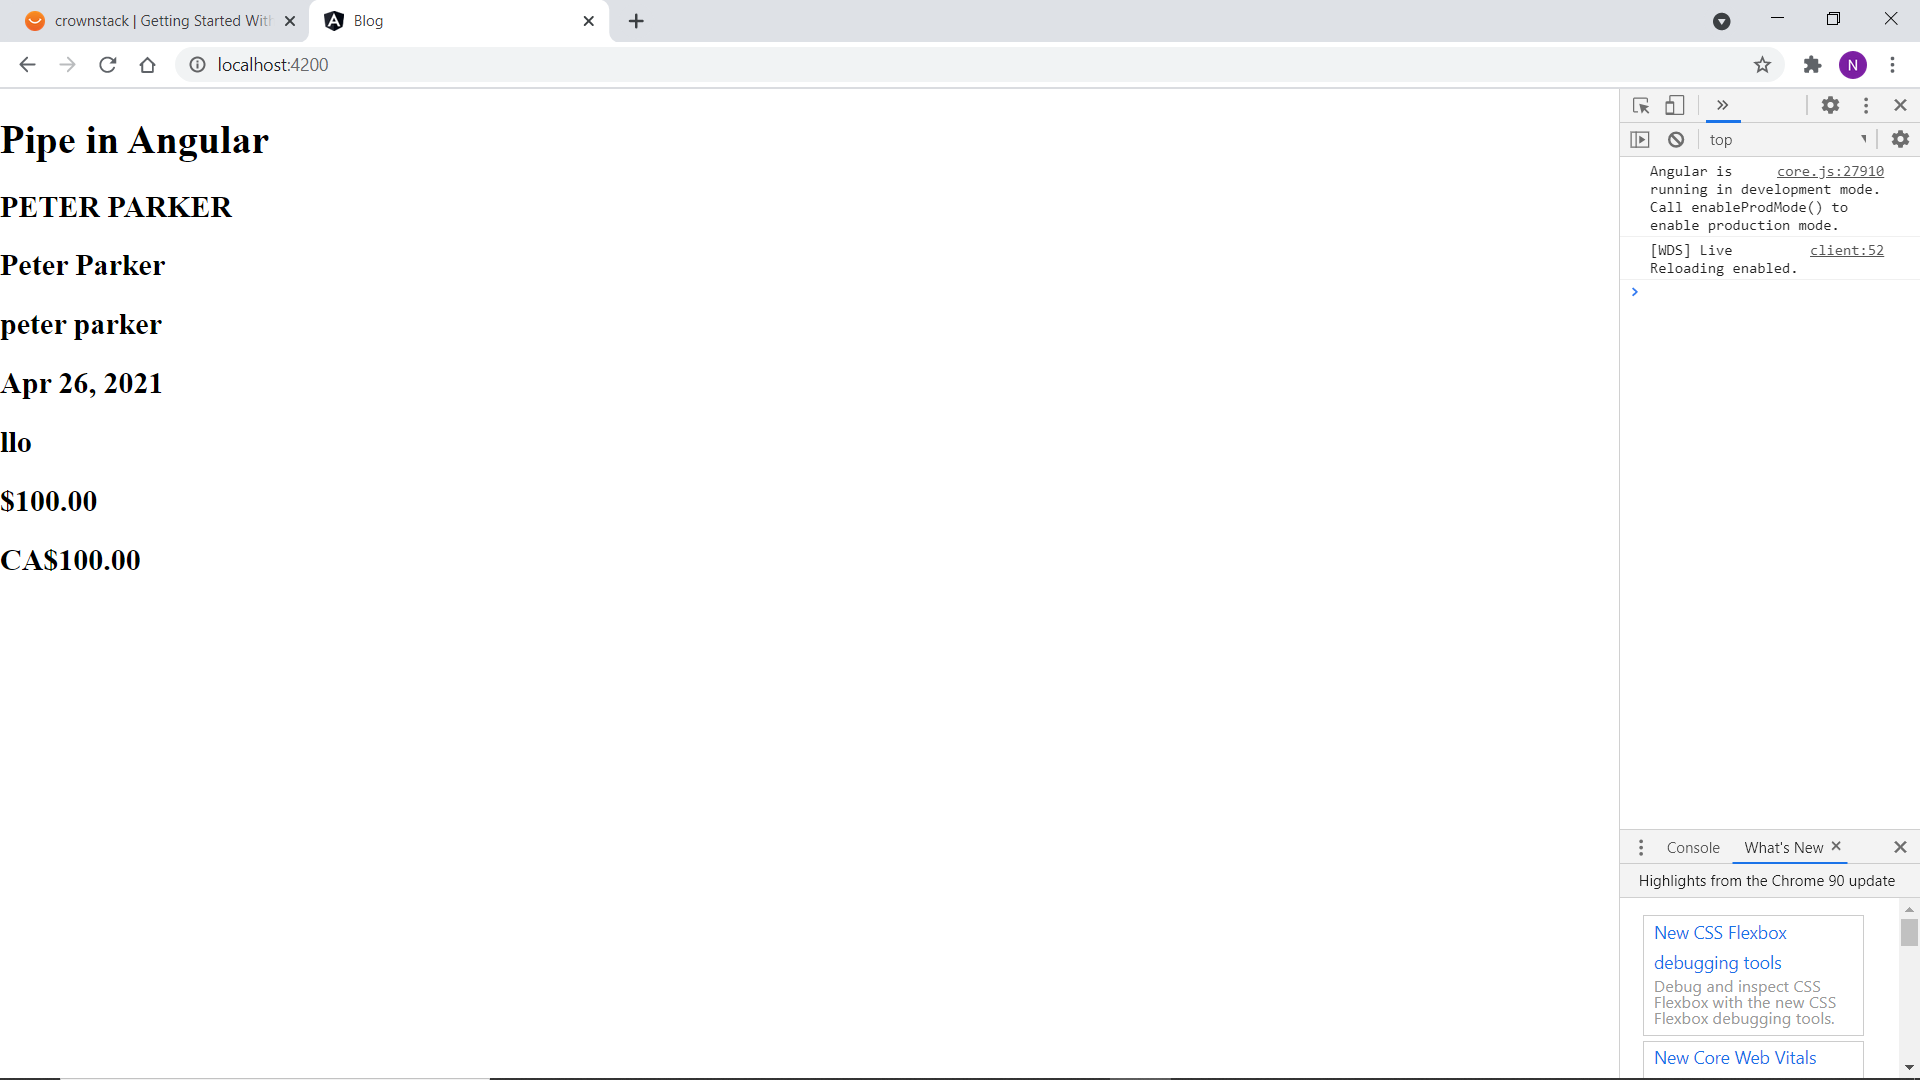 crownstack | Getting Started With
Blog
localhost:4200
N
Pipe in Angular
PETER PARKER
Peter Parker
peter parker
Apr 26, 2021
llo
$100.00
CA$100.00
top
Angular is core.js:27910
running in development mode.
Call enableProdMode() to
enable production mode.
[WDS] Live client:52
Reloading enabled.
Console What's New
Highlights from the Chrome 90 update
New CSS Flexbox
debugging tools
Debug and inspect CSS
Flexbox with the new CSS
Flexbox debugging tools.
New Core Web Vitals